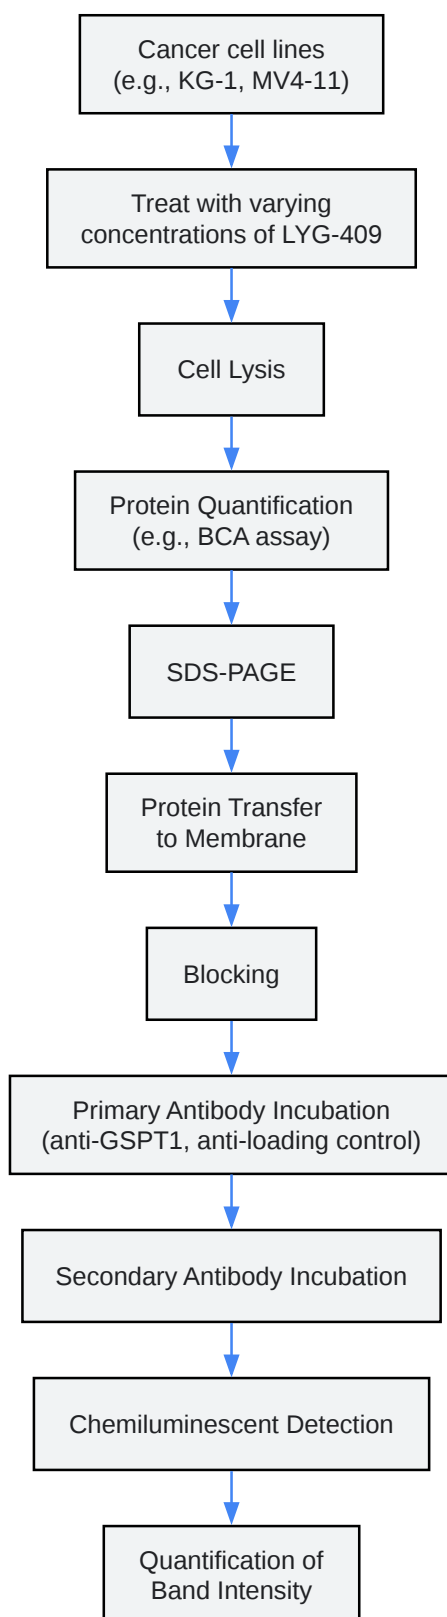 Cancer cell lines
(e.g., KG-1, MV4-11)
Treat with varying
concentrations of LYG-409
Cell Lysis
Protein Quantification
(e.g., BCA assay)
SDS-PAGE
Protein Transfer
to Membrane
Blocking
Primary Antibody Incubation
(anti-GSPT1, anti-loading control)
Secondary Antibody Incubation
Chemiluminescent Detection
Quantification of
Band Intensity